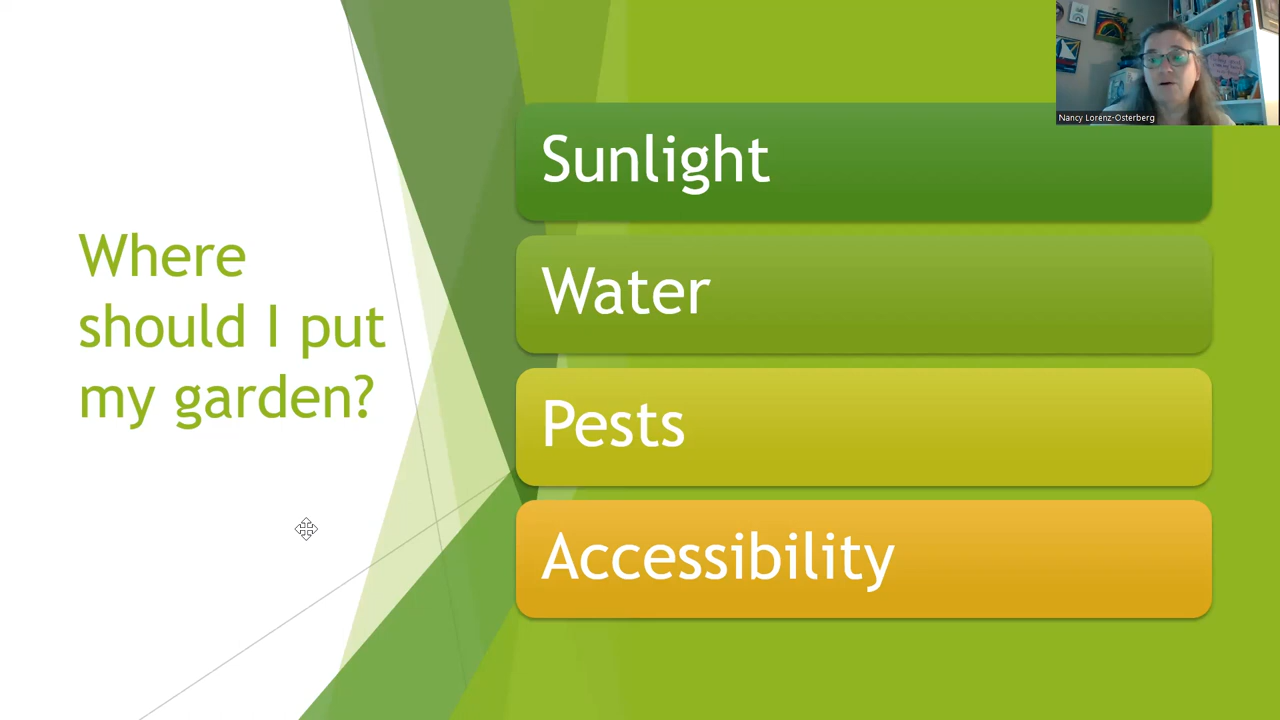 Where
should I put
my garden?
Sunlight
Water
Pests
Accessibility
Nancy Lorenz-Osterberg